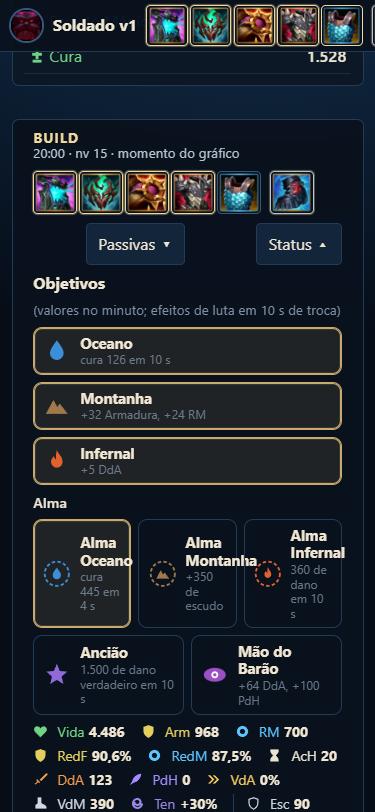 Soldado v1
Cura 1.528
BUILD
20:00 · nv 15 · momento do gráfico
Passivas ▼ Status ▲
Objetivos
(valores no minuto; efeitos de luta em 10 s de troca)
Oceano
cura 126 em 10 s
Montanha
+32 Armadura, +24 RM
Infernal
+5 DdA
Alma
Alma
Oceano
cura
445 em
4 s
Alma
Montanha
+350
de
escudo
Alma
Infernal
360 de
dano
em 10
s
Ancião
1.500 de dano
verdadeiro em 10
s
Mão do
Barão
+64 DdA, +100
PdH
Vida 4.486 Arm 968 RM 700
RedF 90,6% RedM 87,5% AcH 20
DdA 123 PdH 0 VdA 0%
VdM 390 Ten +30% Esc 90